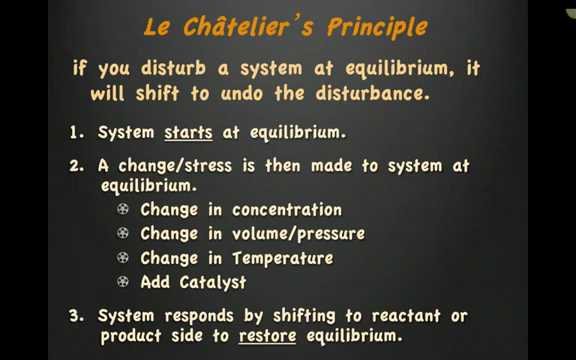 Le Châtelier's Principle
if you disturb a system at equilibrium, it
will shift to undo the disturbance.
1. System starts at equilibrium.
2. A change/stress is then made to system at
equilibrium.
Change in concentration
Change in volume/pressure
Change in Temperature
Add Catalyst
3. System responds by shifting to reactant or
product side to restore equilibrium.